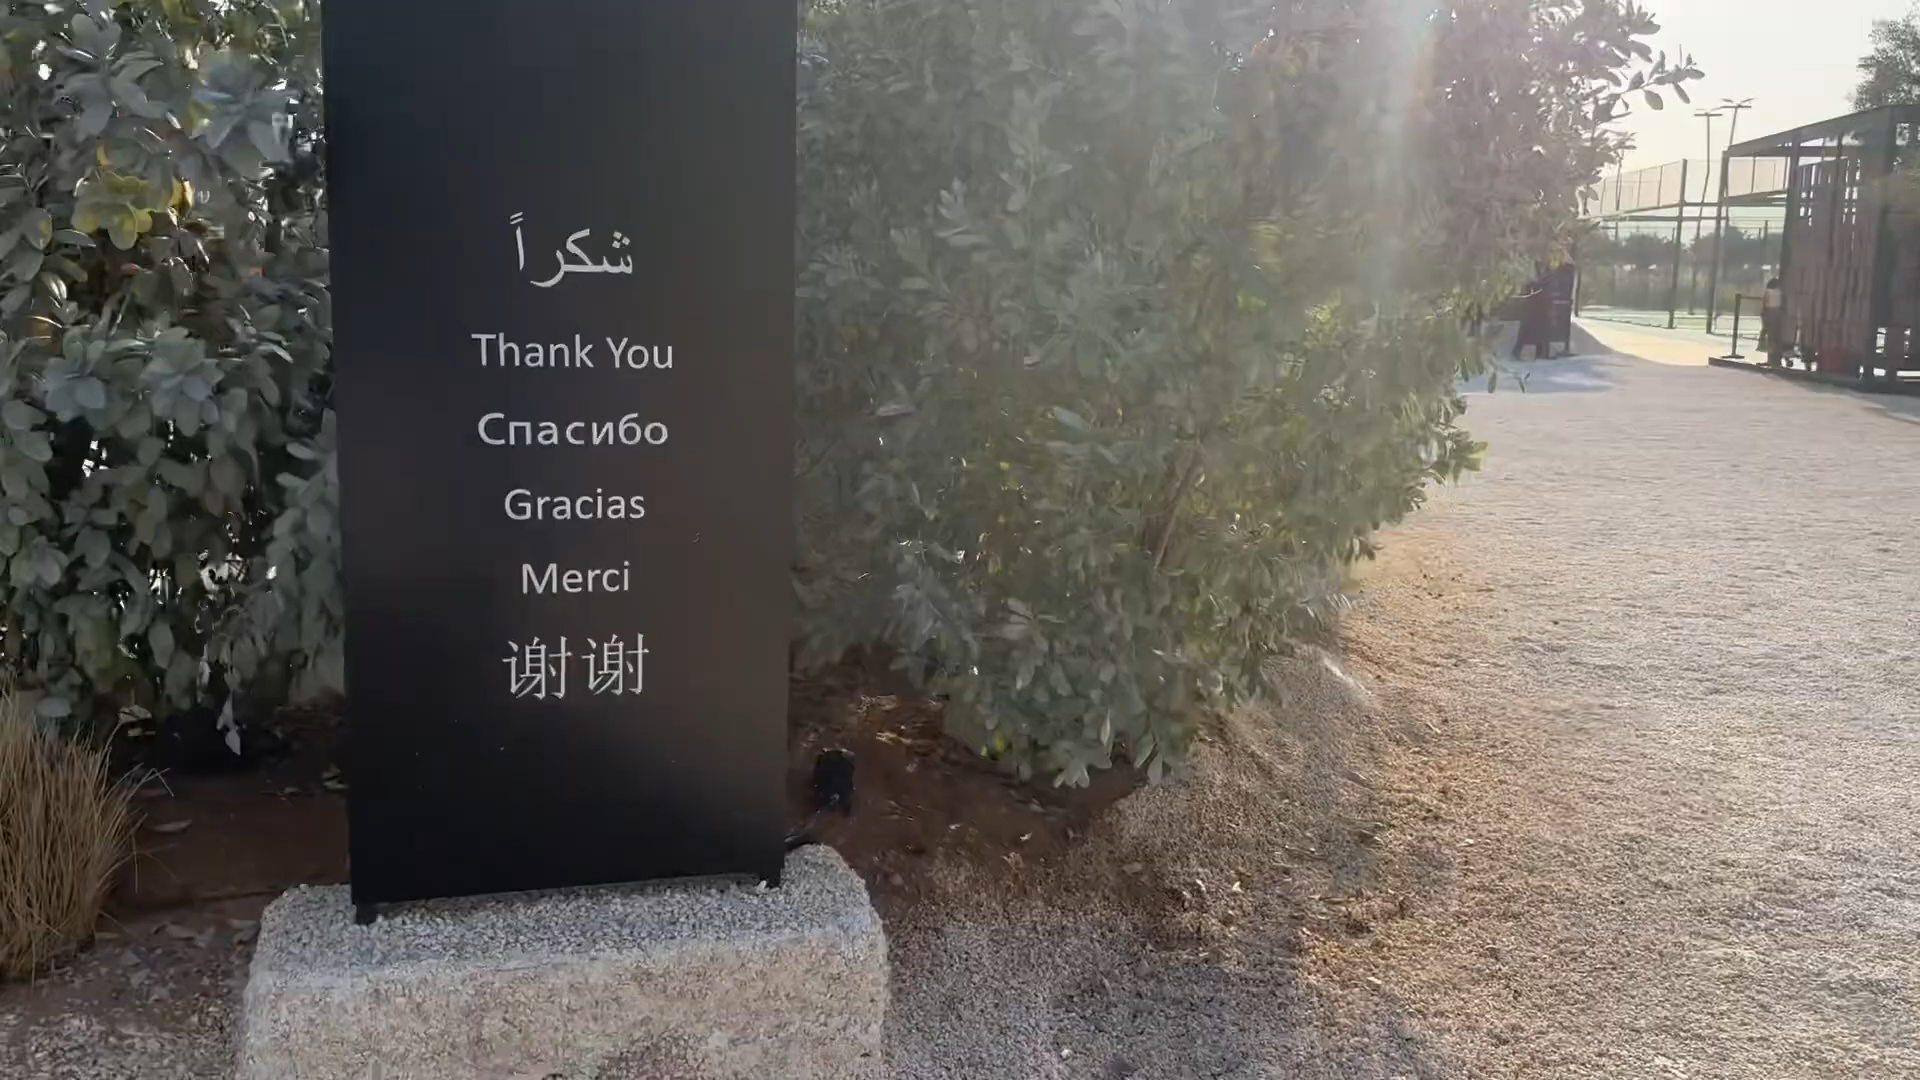 شكراً
Thank You
Спасибо
Gracias
Merci
谢谢